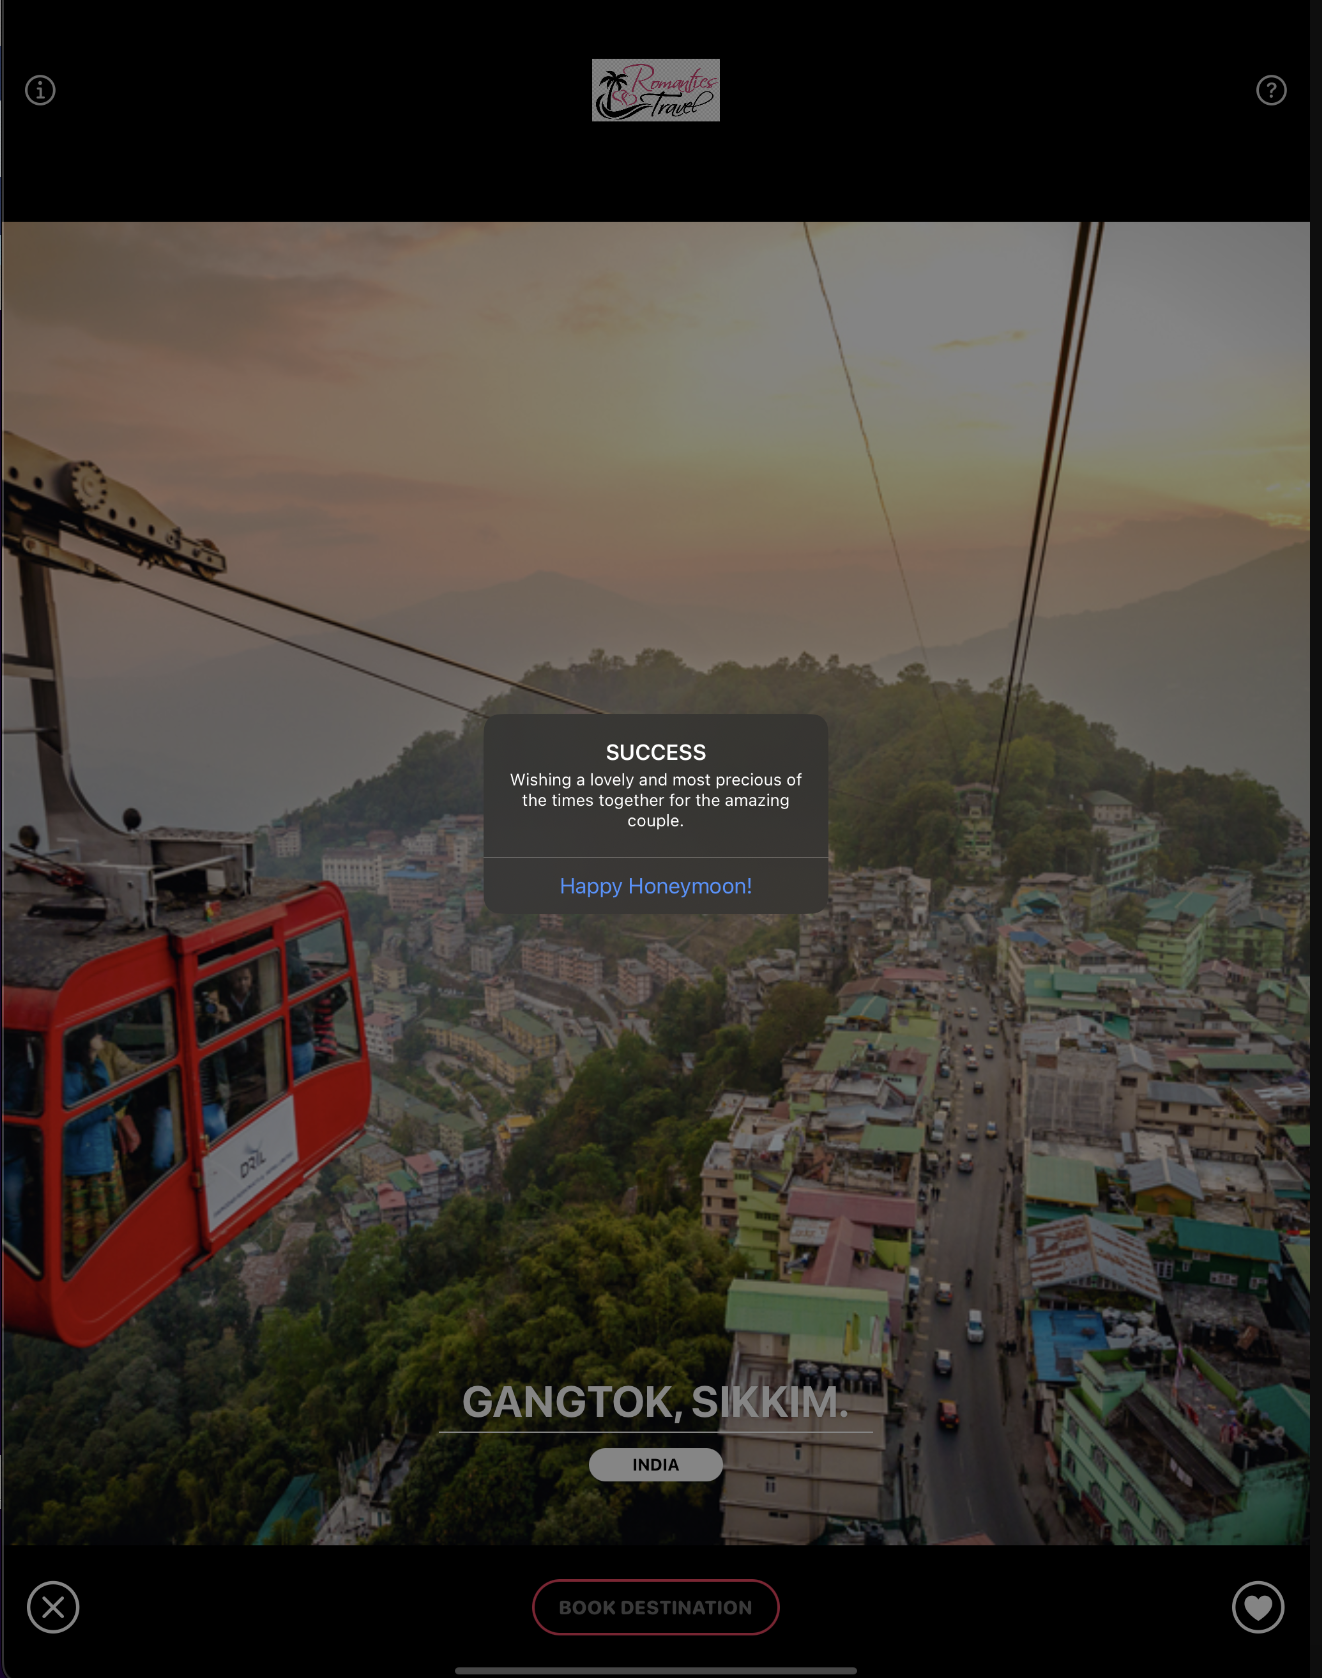 Romantics
Travel
SUCCESS
Wishing a lovely and most precious of
the times together for the amazing
couple.
Happy Honeymoon!
DRIL
GANGTOK, SIKKIM.
INDIA
BOOK DESTINATION